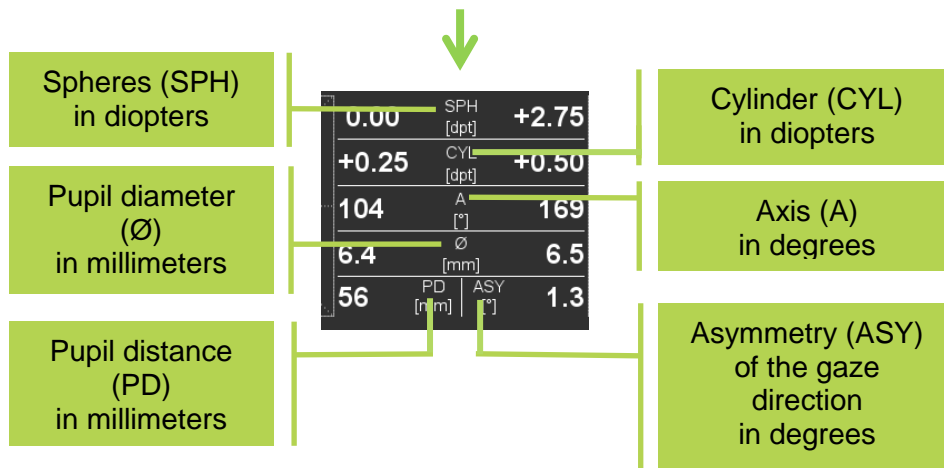 Spheres (SPH)
in diopters
Pupil diameter
(Ø)
in millimeters
Pupil distance
(PD)
in millimeters
0.00 SPH +2.75
[dpt]
+0.25 CYL +0.50
[dpt]
104 A 169
[°]
6.4 Ø 6.5
[mm]
56 PD ASY 1.3
[mm] [°]
Cylinder (CYL)
in diopters
Axis (A)
in degrees
Asymmetry (ASY)
of the gaze
direction
in degrees